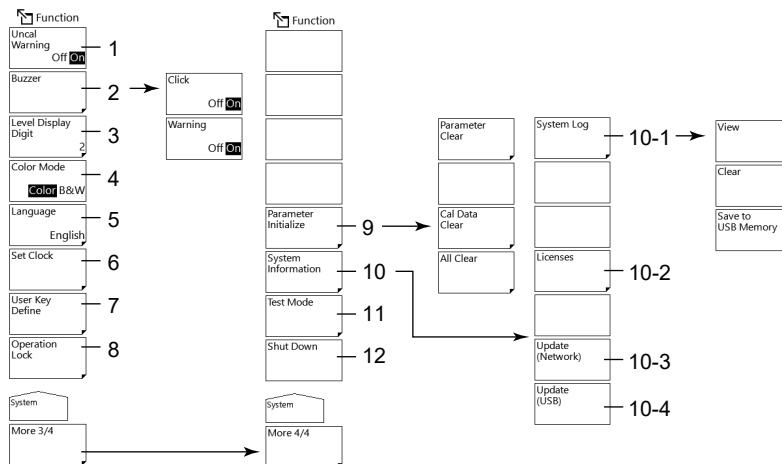 Function
Uncal
Warning
Off On
1
Buzzer
2
Level Display
Digit
2
3
Color Mode
Color B&W
4
Language
English
5
Set Clock
6
User Key
Define
7
Operation
Lock
8
System
More 3/4
Click
Off On
Warning
Off On
Function
Parameter
Initialize
9
System
Information
10
Test Mode
11
Shut Down
12
System
More 4/4
Parameter
Clear
Cal Data
Clear
All Clear
System Log
10-1
Licenses
10-2
Update
(Network)
10-3
Update
(USB)
10-4
View
Clear
Save to
USB Memory